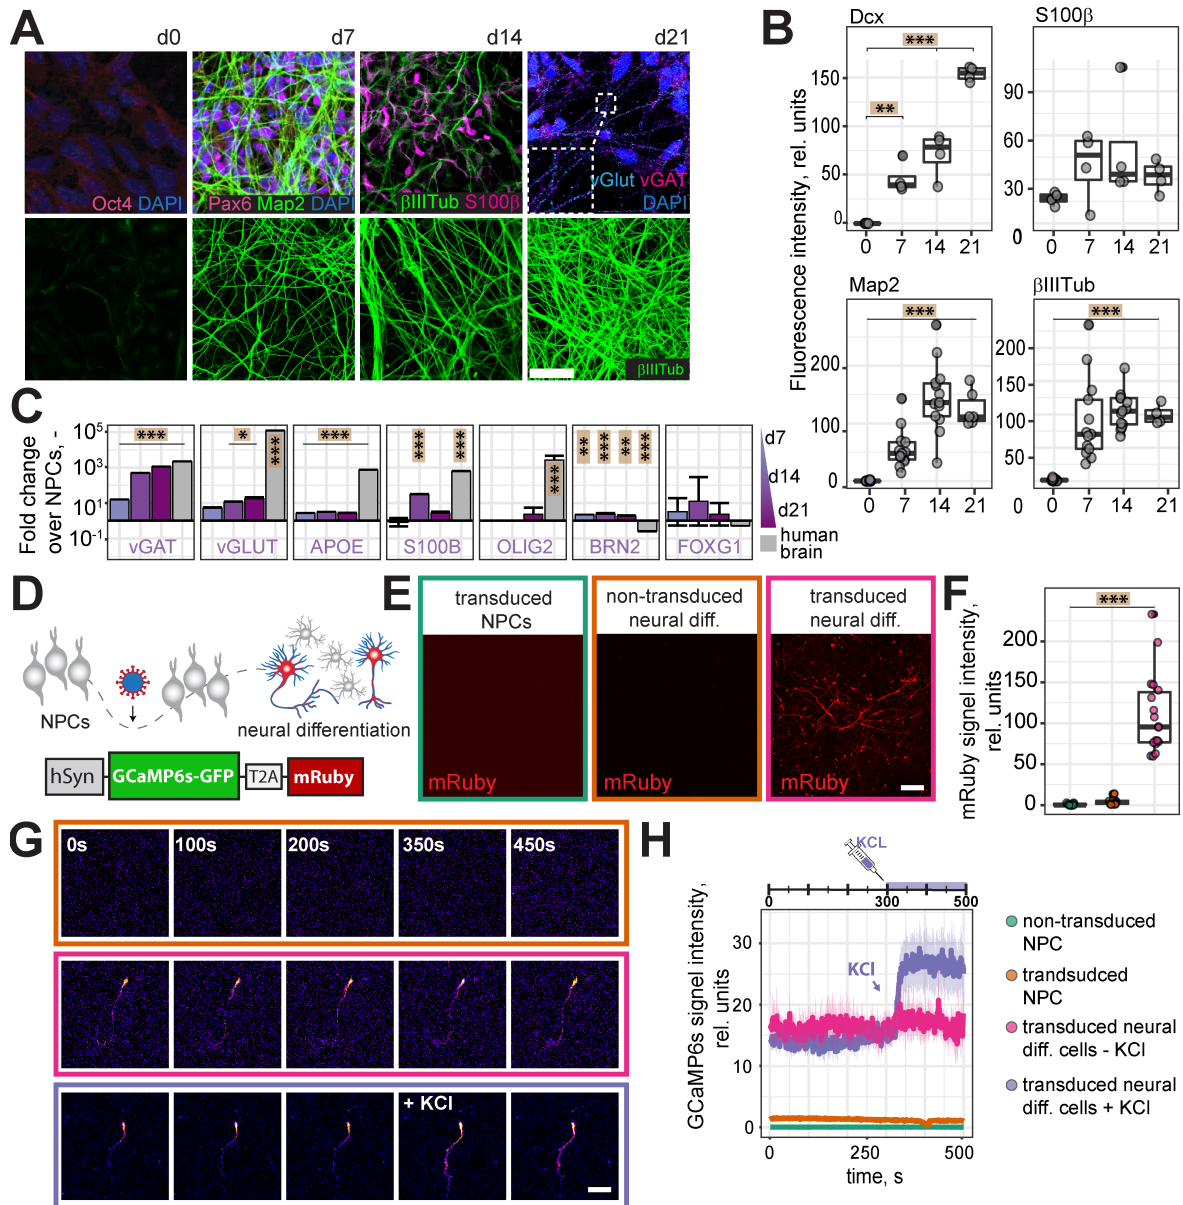 A
d0
d7
d14
d21
Oct4 DAPI
Pax6 Map2 DAPI
βIIITub S100β
vGlut vGAT
DAPI
βIIITub
B
Fluorescence intensity, rel. units
Dcx
***
**
150
100
50
0
0 7 14 21
S100β
90
60
30
0
0 7 14 21
Map2
***
200
100
0
0 7 14 21
βIIITub
***
200
150
100
50
0
0 7 14 21
C
Fold change
over NPCs, -
10⁵
10³
10¹
10⁻¹
*** * *** *** *** *** *** ** *** ** ***
vGAT vGLUT APOE S100B OLIG2 BRN2 FOXG1
d7
d14
d21
human
brain
D
NPCs
neural differentiation
hSyn GCaMP6s-GFP T2A mRuby
E
transduced
NPCs
mRuby
non-transduced
neural diff.
mRuby
transduced
neural diff.
mRuby
F
mRuby signel intensity,
rel. units
***
200
150
100
50
0
G
0s 100s 200s 350s 450s
+ KCl
H
KCL
0 300 500
GCaMP6s signel intensity,
rel. units
30
20
10
0
KCl
0 250 500
time, s
non-transduced
NPC
trandsudced
NPC
transduced neural
diff. cells - KCl
transduced neural
diff. cells + KCl